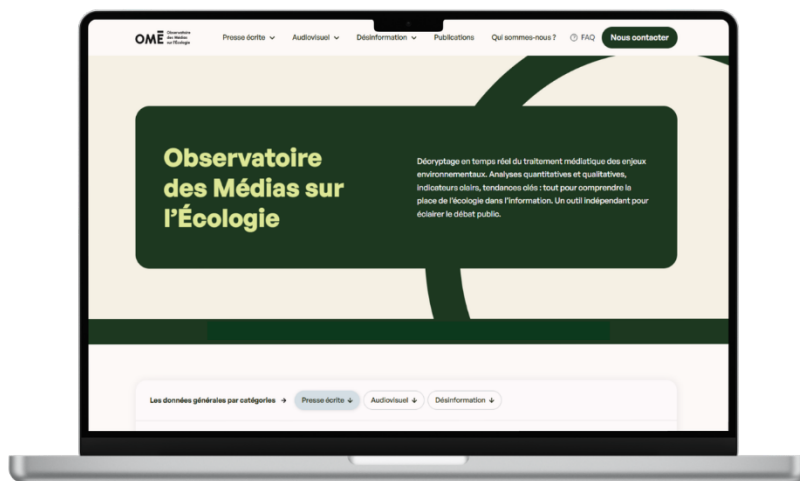 OMÉ Observatoire
des Médias
sur l'Écologie
Presse écrite
Audiovisuel
Désinformation
Publications
Qui sommes-nous ?
FAQ
Nous contacter
Observatoire
des Médias sur
l'Écologie
Décryptage en temps réel du traitement médiatique des enjeux
environnementaux. Analyses quantitatives et qualitatives,
indicateurs clairs, tendances clés : tout pour comprendre la
place de l'écologie dans l'information. Un outil indépendant pour
éclairer le débat public.
Les données générales par catégories →
Presse écrite ↓
Audiovisuel ↓
Désinformation ↓